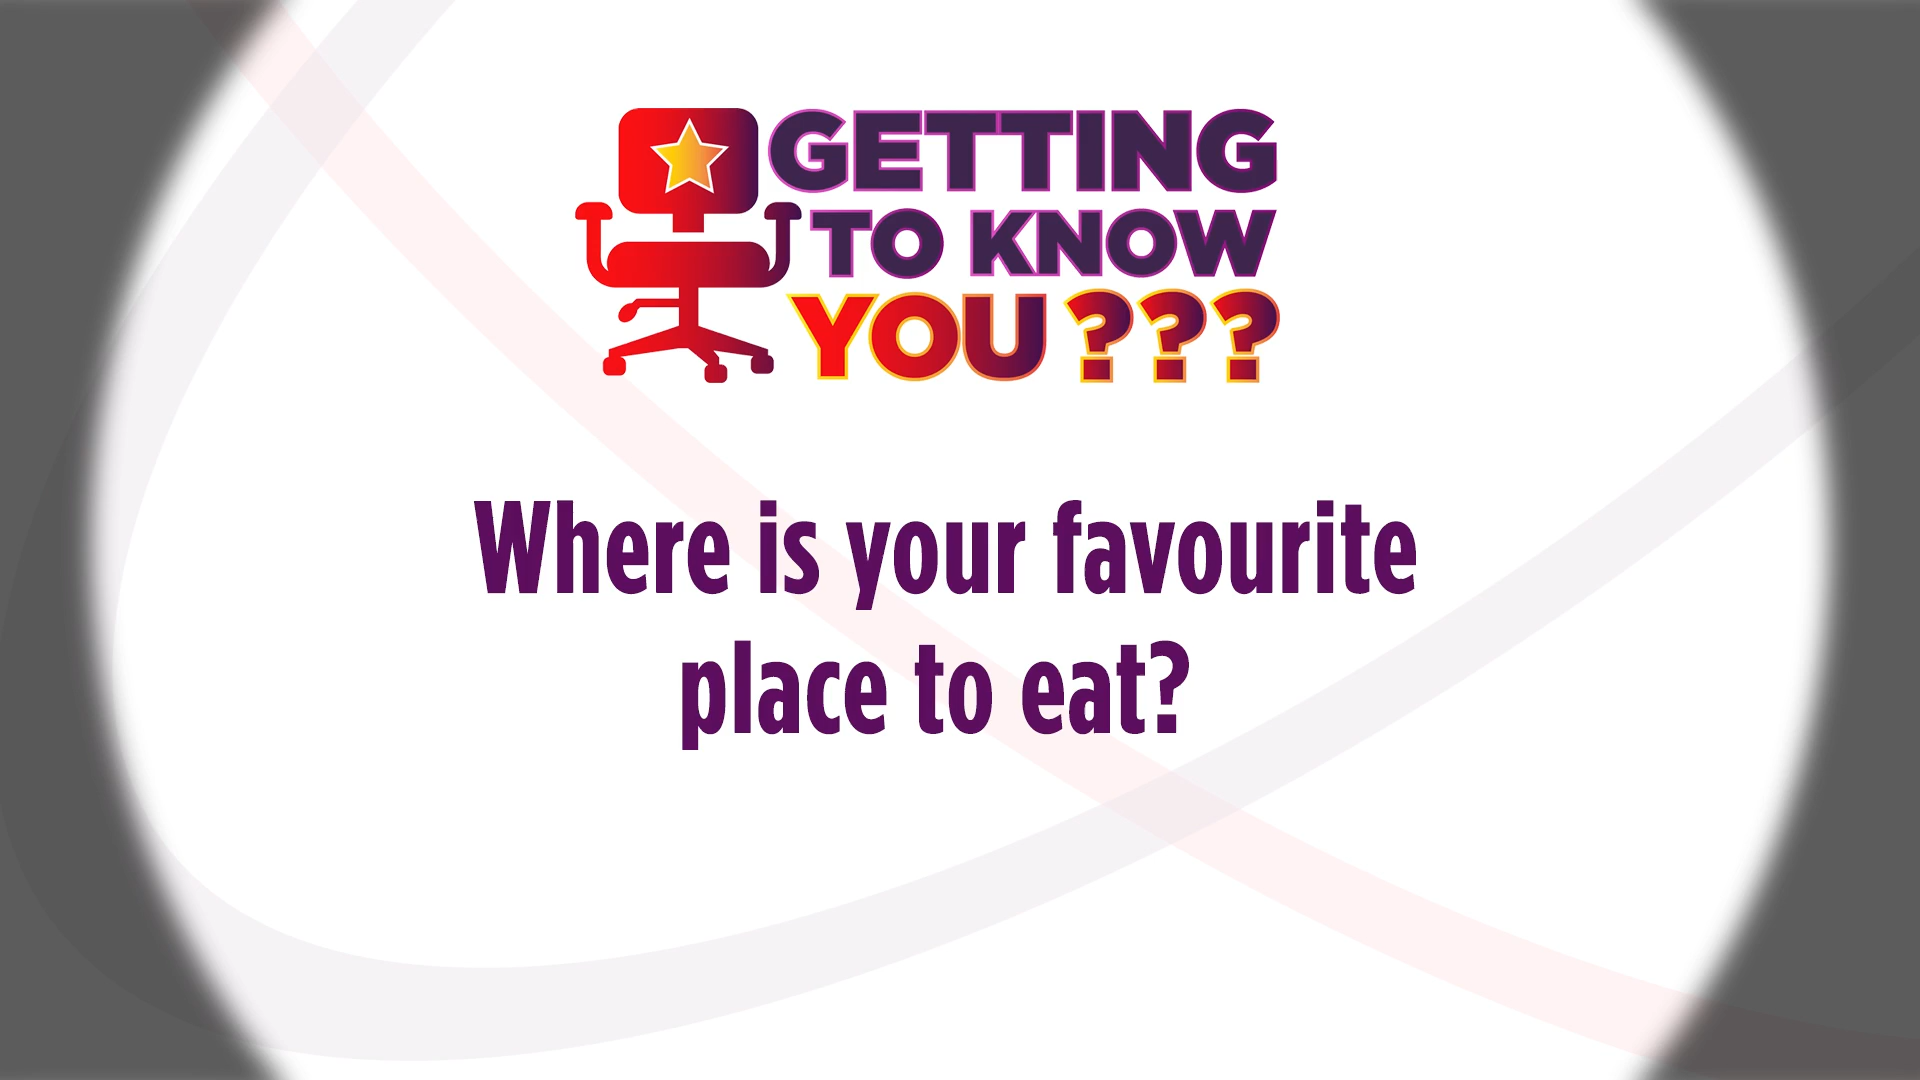 GETTING
TO KNOW
YOU ???
Where is your favourite
place to eat?